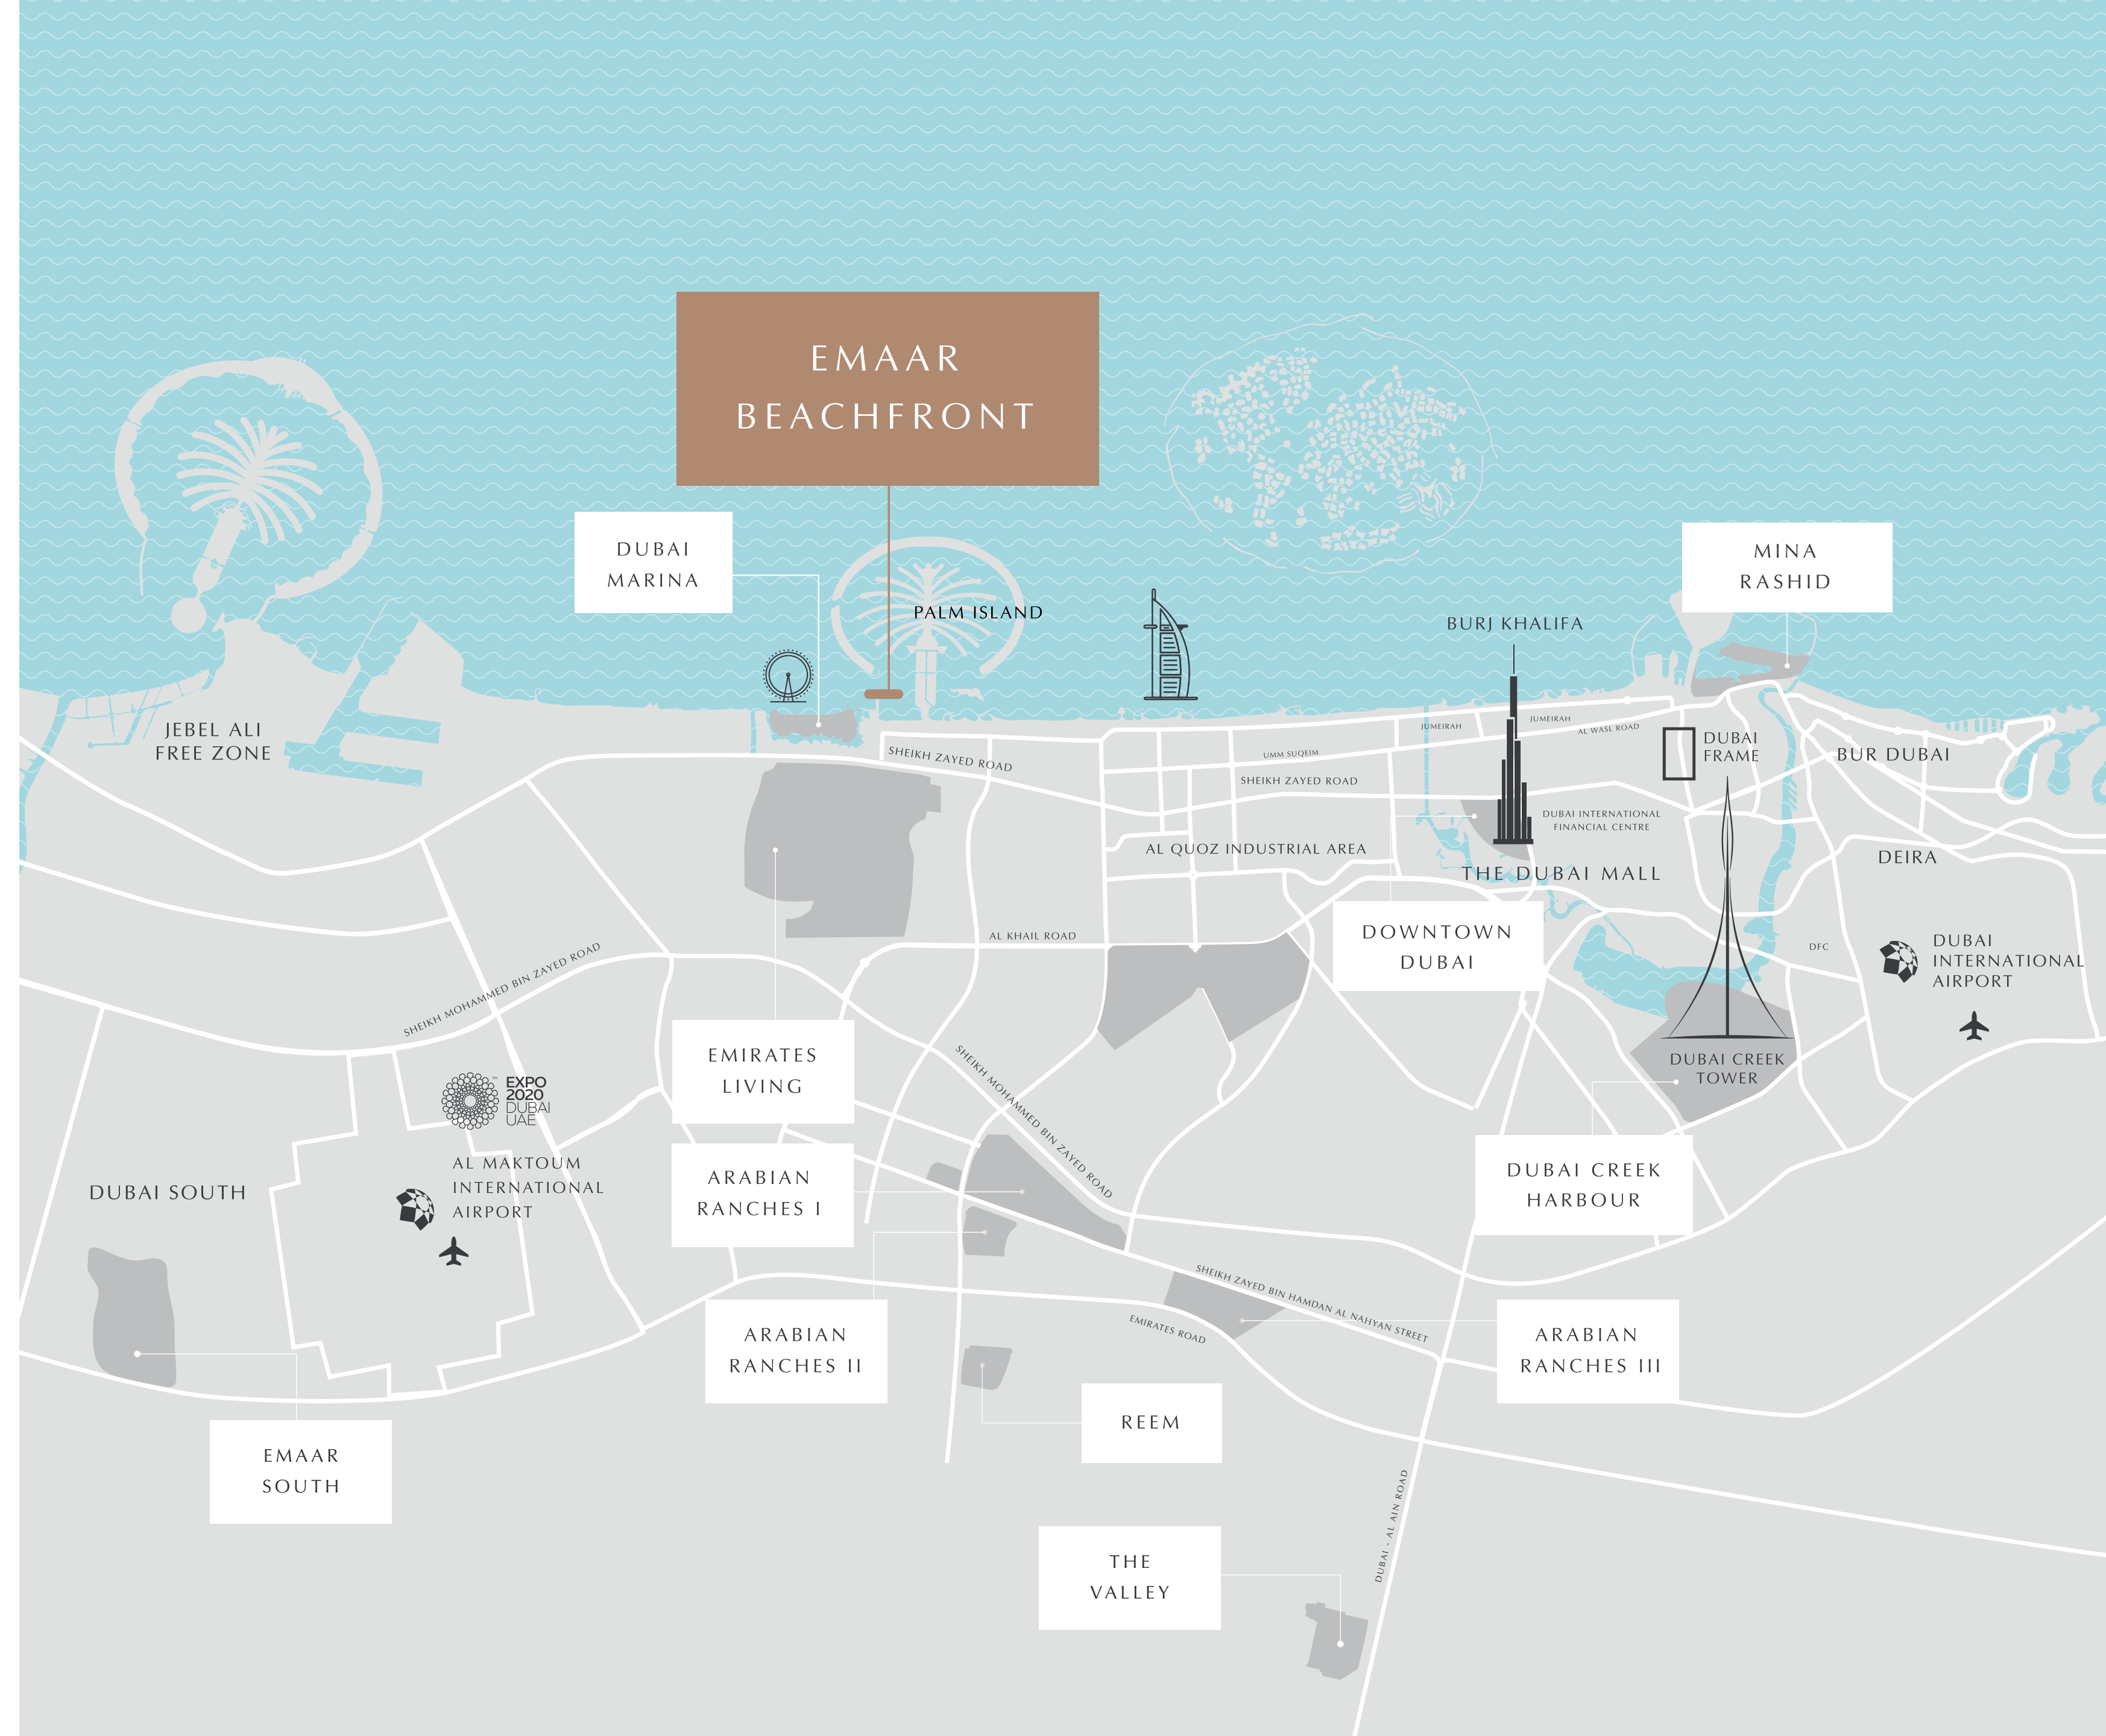 EMAAR
BEACHFRONT
DUBAI
MARINA
MINA
RASHID
PALM ISLAND
BURJ KHALIFA
JEBEL ALI
FREE ZONE
SHEIKH ZAYED ROAD
UMM SUQEIM
SHEIKH ZAYED ROAD
JUMEIRAH
JUMEIRAH
AL WASL ROAD
DUBAI
FRAME
BUR DUBAI
DUBAI INTERNATIONAL
FINANCIAL CENTRE
AL QUOZ INDUSTRIAL AREA
THE DUBAI MALL
DEIRA
DOWNTOWN
DUBAI
AL KHAIL ROAD
DFC
DUBAI
INTERNATIONAL
AIRPORT
SHEIKH MOHAMMED BIN ZAYED ROAD
EMIRATES
LIVING
SHEIKH MOHAMMED BIN ZAYED ROAD
DUBAI CREEK
TOWER
EXPO
2020
DUBAI
UAE
™
AL MAKTOUM
INTERNATIONAL
AIRPORT
DUBAI SOUTH
ARABIAN
RANCHES I
DUBAI CREEK
HARBOUR
SHEIKH ZAYED BIN HAMDAN AL NAHYAN STREET
EMIRATES ROAD
ARABIAN
RANCHES II
ARABIAN
RANCHES III
REEM
EMAAR
SOUTH
DUBAI - AL AIN ROAD
THE
VALLEY